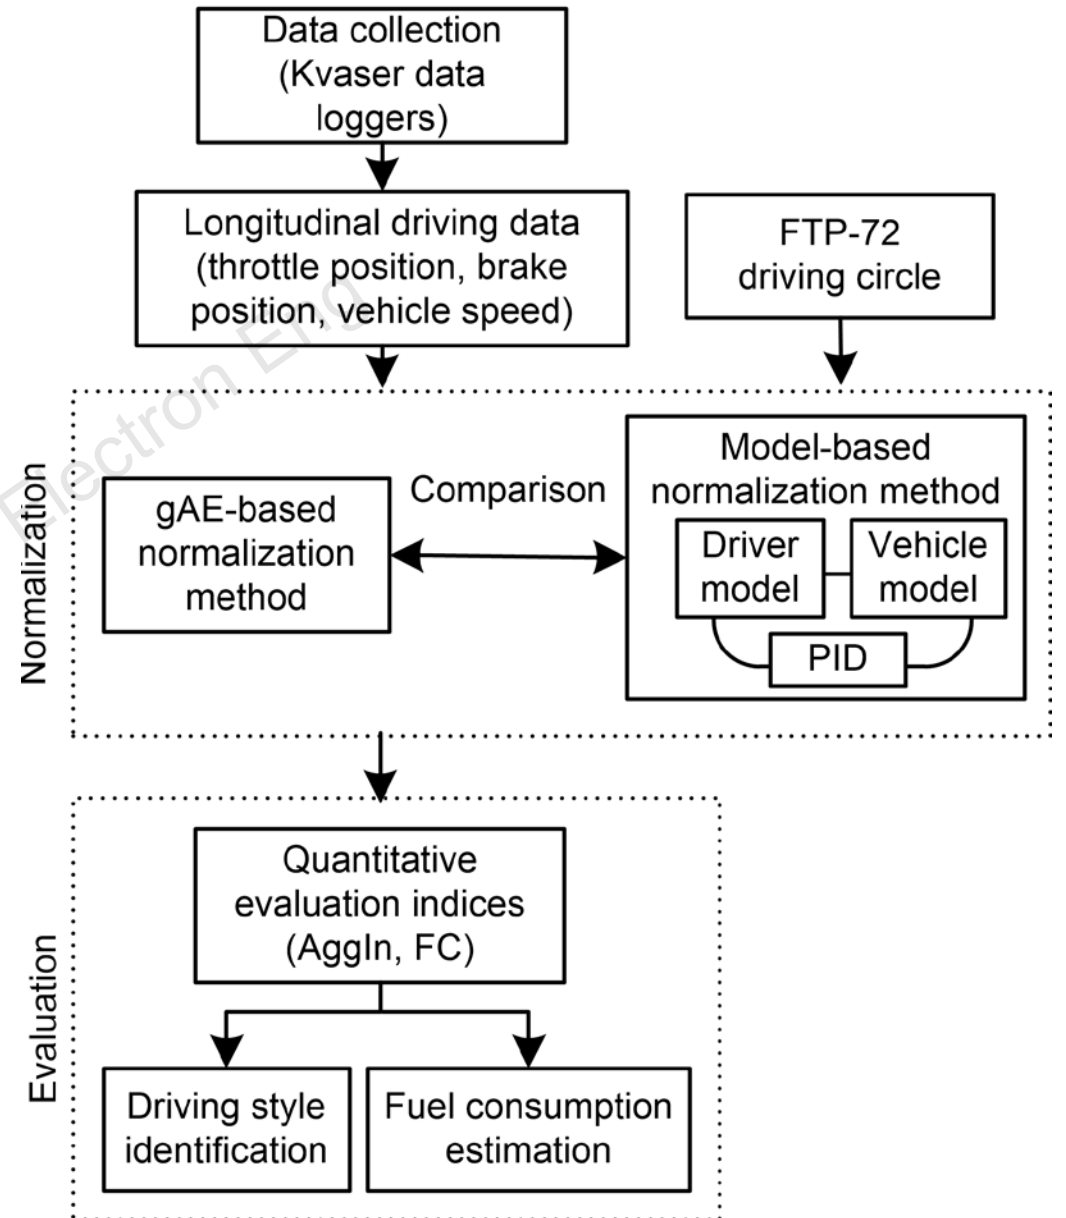 Data collection
(Kvaser data
loggers)
Longitudinal driving data
(throttle position, brake
position, vehicle speed)
FTP-72
driving circle
Electron Eng
Normalization
gAE-based
normalization
method
Comparison
Model-based
normalization method
Driver
model
Vehicle
model
PID
Evaluation
Quantitative
evaluation indices
(AggIn, FC)
Driving style
identification
Fuel consumption
estimation